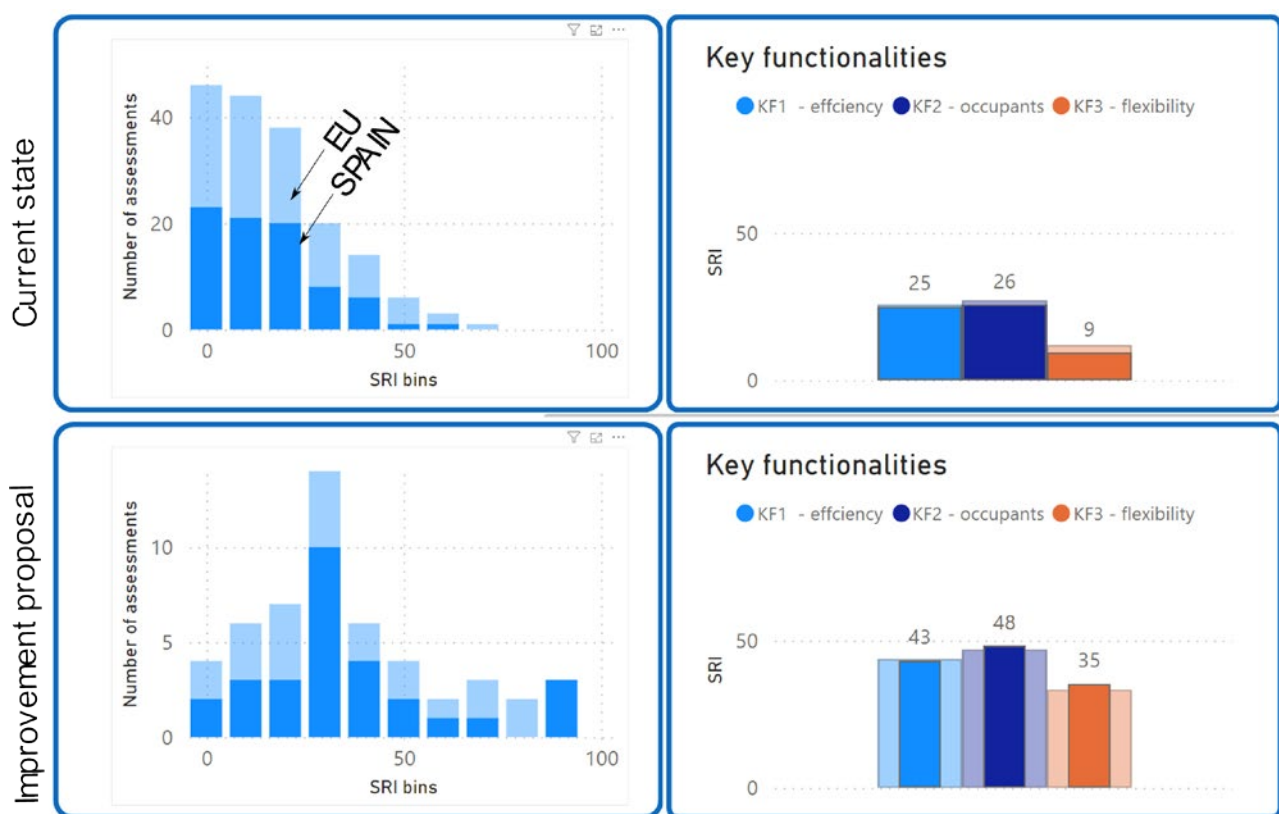 Current state
Number of assessments
40
20
0
EU
SPAIN
0 50 100
SRI bins
Key functionalities
KF1 - effciency KF2 - occupants KF3 - flexibility
SRI
50
0
25 26 9
Improvement proposal
Number of assessments
10
5
0
0 50 100
SRI bins
Key functionalities
KF1 - effciency KF2 - occupants KF3 - flexibility
SRI
50
0
43 48 35